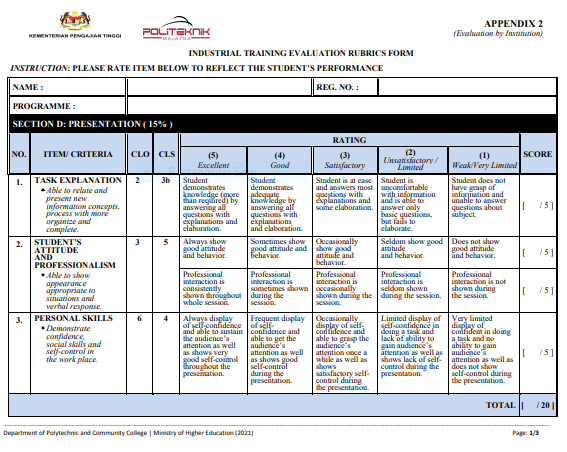 KEMENTERIAN PENGAJIAN TINGGI
POLITEKNIK
MALAYSIA
APPENDIX 2
(Evaluation by Institution)
INDUSTRIAL TRAINING EVALUATION RUBRICS FORM
INSTRUCTION: PLEASE RATE ITEM BELOW TO REFLECT THE STUDENT'S PERFORMANCE
NAME :
REG. NO. :
PROGRAMME :
SECTION D: PRESENTATION ( 15% )
NO.
ITEM/ CRITERIA
CLO
CLS
RATING
(5)
Excellent
(4)
Good
(3)
Satisfactory
(2)
Unsatisfactory /
Limited
(1)
Weak/Very Limited
SCORE
1.
TASK EXPLANATION
Able to relate and
present new
information concepts,
process with more
organize and
complete.
2
3b
Student
demonstrates
knowledge (more
than required) by
answering all
questions with
explanations and
elaboration.
Student
demonstrates
adequate
knowledge by
answering all
questions with
explanations
and elaboration.
Student is at ease
and answers most
questions with
explanations and
some elaboration.
Student is
uncomfortable
with information
and is able to
answer only
basic questions,
but fails to
elaborate.
Student does not
have grasp of
information and
unable to answer
questions about
subject.
[ / 5 ]
2.
STUDENT'S
ATTITUDE
AND
PROFESSIONALISM
Able to show
appearance
appropriate to
situations and
verbal response.
3
5
Always show
good attitude
and behavior.
Sometimes show
good attitude and
behavior.
Occasionally
show good
attitude and
behavior.
Seldom show good
attitude and
behavior.
Does not show
good attitude
and behavior.
Professional
interaction is
consistently
shown throughout
whole session.
Professional
interaction is
sometimes shown
during the
session.
Professional
interaction is
occasionally
shown during the
session.
Professional
interaction is
seldom shown
during the
session.
Professional
interaction is
not shown
during the
session.
[ / 5 ]
3.
PERSONAL SKILLS
Demonstrate
confidence,
social skills and
self-control in
the work place.
6
4
Always display
of self-confidence
and able to sustain
the audience's
attention as well
as shows very
good self-control
throughout the
presentation.
Frequent display
of self-
confidence and
able to get the
audience's
attention as well
as shows good
self-control
during the
presentation.
Occasionally
display of self-
confidence and
able to grasp the
audience's
attention once a
while as well as
shows
satisfactory self-
control during
the presentation.
Limited display of
self-confidence in
doing a task and
lack of ability to
gain audience's
attention as well as
shows lack of
self-control during
the presentation.
Very limited
display of
confident in doing
a task and no
ability to gain
audience's
attention as well as
does not show
self-control during
the presentation.
[ / 5 ]
TOTAL [ / 20 ]
Department of Polytechnic and Community College | Ministry of Higher Education (2021)
Page: 1/3